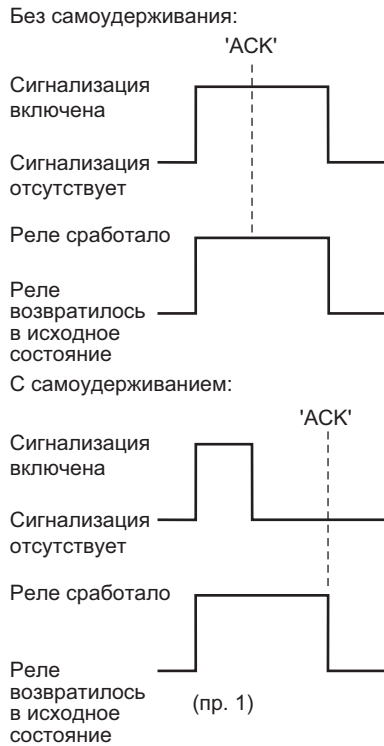 Без самоудерживания:
'ACK'
Сигнализация
включена
Сигнализация
отсутствует
Реле сработало
Реле
возвратилось
в исходное
состояние
С самоудерживанием:
'ACK'
Сигнализация
включена
Сигнализация
отсутствует
Реле сработало
Реле
возвратилось
в исходное
состояние
(пр. 1)